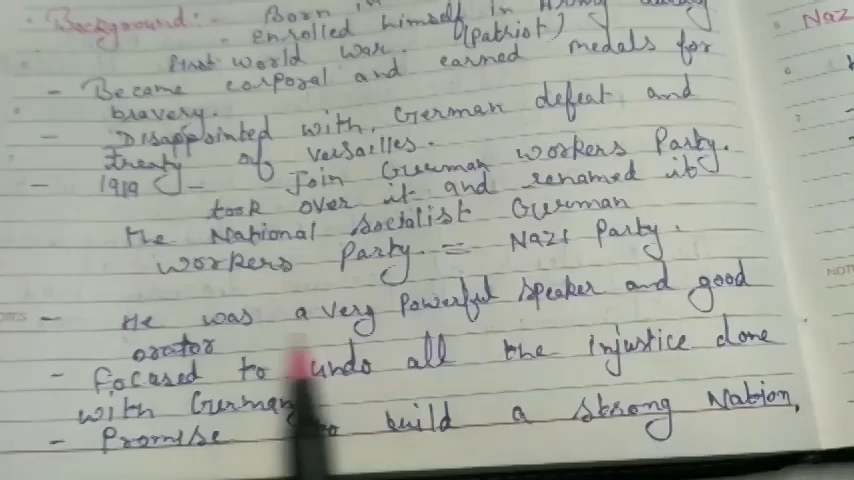 Background:- Born in
- enrolled himself in Army during
First world war. (Patriot)
- Became corporal and earned medals for
bravery.
- Disappointed with German defeat and
treaty of versailles.
- 1919 - Join German workers Party.
took over it and renamed it
the National Socialist German
workers Party = Nazi Party.
- He was a very powerful speaker and good
orator
- focased to undo all the injustice done
with German
- Promise to build a strong Nation.
Naz
NOT